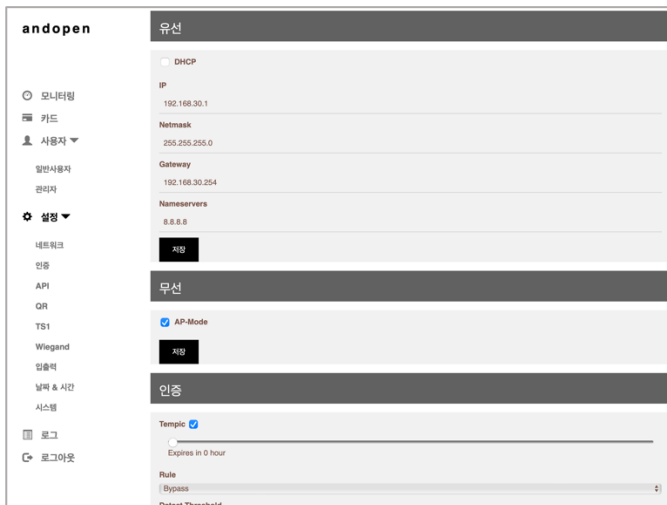 andopen
모니터링
카드
사용자
일반사용자
관리자
설정
네트워크
인증
API
QR
TS1
Wiegand
입출력
날짜 & 시간
시스템
로그
로그아웃
유선
DHCP
IP
192.168.30.1
Netmask
255.255.255.0
Gateway
192.168.30.254
Nameservers
8.8.8.8
저장
무선
AP-Mode
저장
인증
Tempic
Expires in 0 hour
Rule
Bypass
Detect Threshold